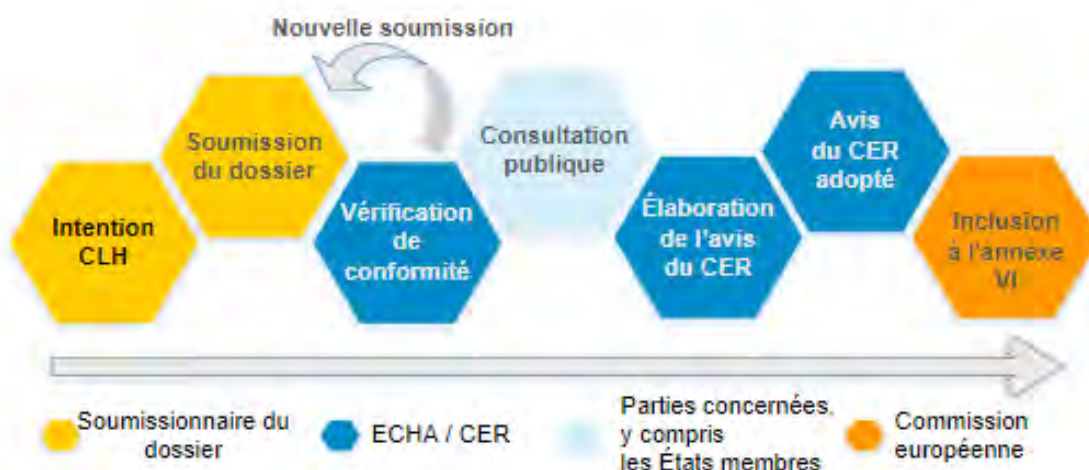 Nouvelle soumission
Intention
CLH
Soumission
du dossier
Vérification
de
conformité
Consultation
publique
Élaboration
de l'avis
du CER
Avis
du CER
adopté
Inclusion
à l'annexe
VI
Soumissionnaire du
dossier
ECHA / CER
Parties concernées,
y compris
les États membres
Commission
européenne